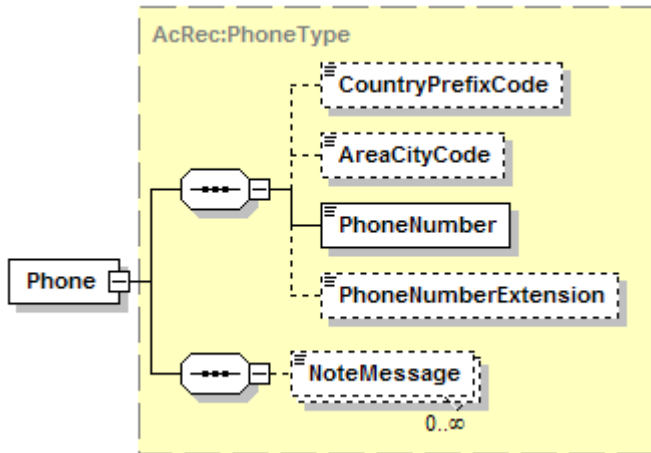 AcRec:PhoneType
CountryPrefixCode
AreaCityCode
PhoneNumber
Phone
PhoneNumberExtension
NoteMessage
0..∞